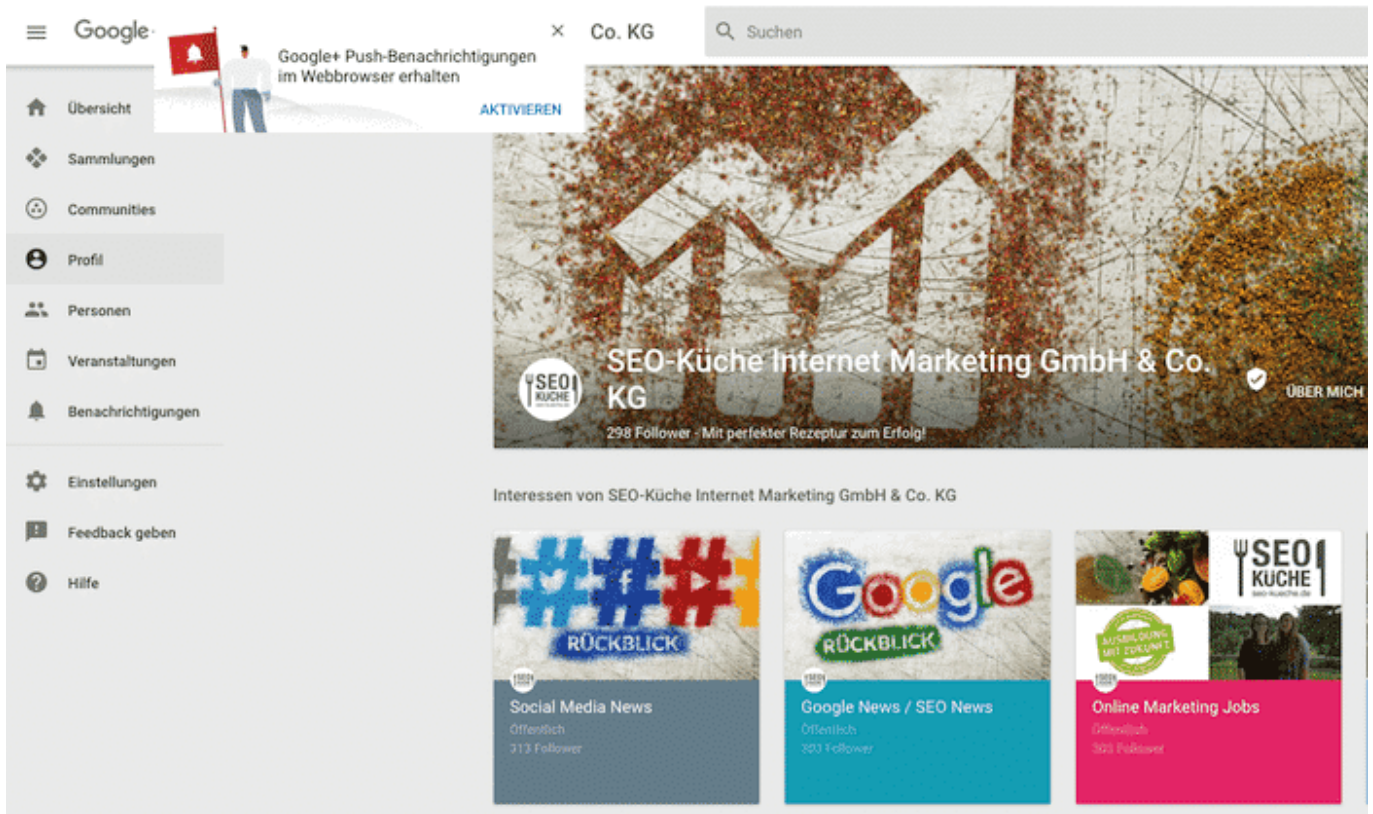 Google
Co. KG
Suchen
Google+ Push-Benachrichtigungen
im Webbrowser erhalten
AKTIVIEREN
Übersicht
Sammlungen
Communities
Profil
Personen
Veranstaltungen
Benachrichtigungen
Einstellungen
Feedback geben
Hilfe
SEO
KÜCHE
SEO-Küche Internet Marketing GmbH & Co.
KG
ÜBER MICH
298 Follower - Mit perfekter Rezeptur zum Erfolg!
Interessen von SEO-Küche Internet Marketing GmbH & Co. KG
####
RÜCKBLICK
Social Media News
Öffentlich
313 Follower
Google
RÜCKBLICK
Google News / SEO News
Öffentlich
303 Follower
SEO
KÜCHE
seo-kueche.de
AUSBILDUNG
MIT ZUKUNFT
Online Marketing Jobs
Öffentlich
303 Follower